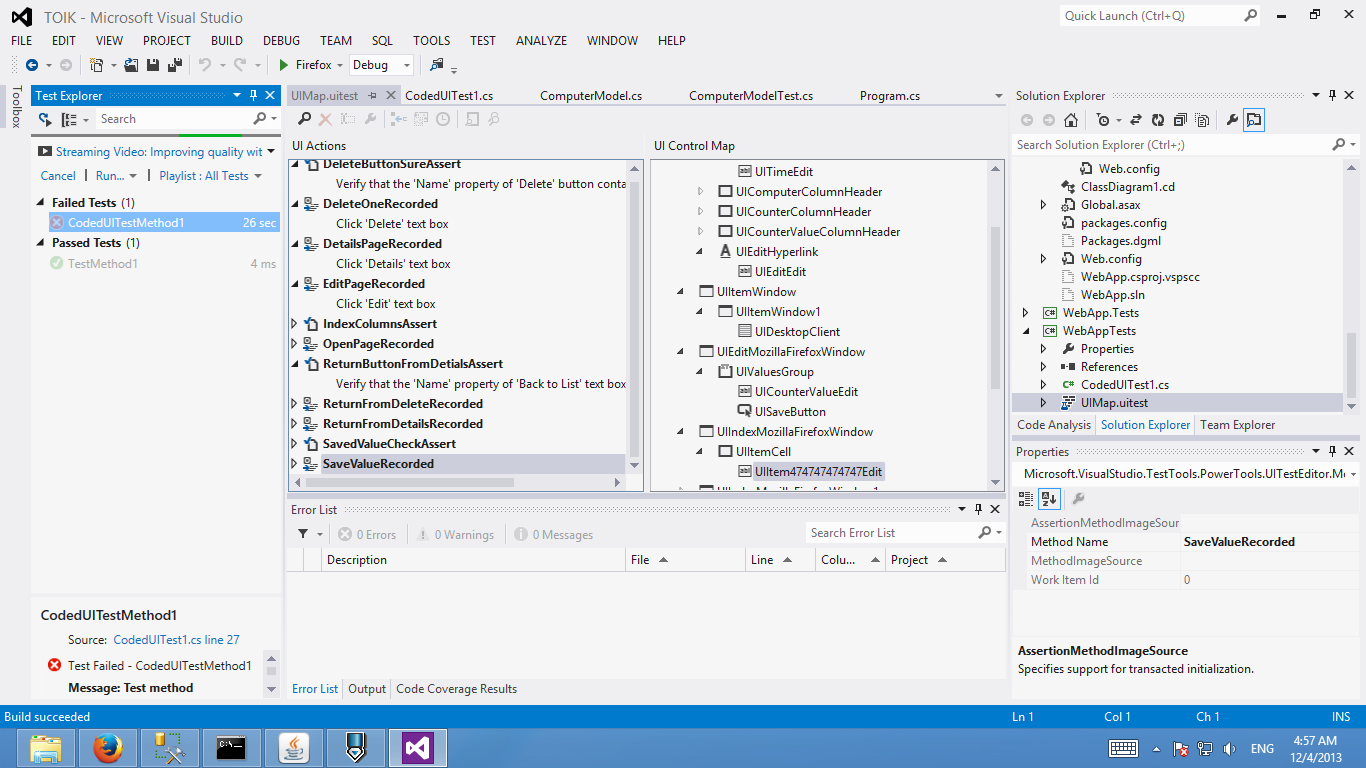 TOIK - Microsoft Visual Studio
Quick Launch (Ctrl+Q)
FILE EDIT VIEW PROJECT BUILD DEBUG TEAM SQL TOOLS TEST ANALYZE WINDOW HELP
Firefox Debug
Toolbox
Test Explorer
Search
Streaming Video: Improving quality wit
Cancel Run... Playlist : All Tests
Failed Tests (1)
CodedUITestMethod1 26 sec
Passed Tests (1)
TestMethod1 4 ms
CodedUITestMethod1
Source: CodedUITest1.cs line 27
Test Failed - CodedUITestMethod1
Message: Test method
UIMap.uitest CodedUITest1.cs ComputerModel.cs ComputerModelTest.cs Program.cs
UI Actions
DeleteButtonSureAssert
Verify that the 'Name' property of 'Delete' button conta
DeleteOneRecorded
Click 'Delete' text box
DetailsPageRecorded
Click 'Details' text box
EditPageRecorded
Click 'Edit' text box
IndexColumnsAssert
OpenPageRecorded
ReturnButtonFromDetialsAssert
Verify that the 'Name' property of 'Back to List' text box
ReturnFromDeleteRecorded
ReturnFromDetailsRecorded
SavedValueCheckAssert
SaveValueRecorded
UI Control Map
UITimeEdit
UIComputerColumnHeader
UICounterColumnHeader
UICounterValueColumnHeader
UIEditHyperlink
UIEditEdit
UIItemWindow
UIItemWindow1
UIDesktopClient
UIEditMozillaFirefoxWindow
UIValuesGroup
UICounterValueEdit
UISaveButton
UIIndexMozillaFirefoxWindow
UIItemCell
UIItem474747474747Edit
UIIndexMozillaFirefoxWindow1
Error List
0 Errors 0 Warnings 0 Messages
Search Error List
Description File Line Colu... Project
Error List Output Code Coverage Results
Solution Explorer
Search Solution Explorer (Ctrl+;)
Web.config
ClassDiagram1.cd
Global.asax
packages.config
Packages.dgml
Web.config
WebApp.csproj.vspscc
WebApp.sln
WebApp.Tests
WebAppTests
Properties
References
CodedUITest1.cs
UIMap.uitest
Code Analysis Solution Explorer Team Explorer
Properties
Microsoft.VisualStudio.TestTools.PowerTools.UITestEditor.Me
AssertionMethodImageSour
Method Name SaveValueRecorded
MethodImageSource
Work Item Id 0
AssertionMethodImageSource
Specifies support for transacted initialization.
Build succeeded Ln 1 Col 1 Ch 1 INS
ENG
4:57 AM
12/4/2013